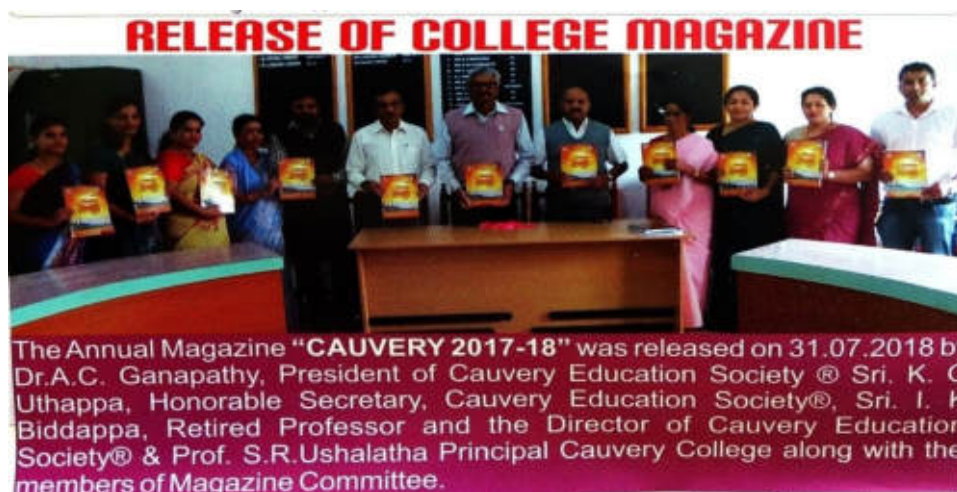 RELEASE OF COLLEGE MAGAZINE
The Annual Magazine "CAUVERY 2017-18" was released on 31.07.2018 b
Dr.A.C. Ganapathy, President of Cauvery Education Society ® Sri. K. C
Uthappa, Honorable Secretary, Cauvery Education Society®, Sri. I. K
Biddappa, Retired Professor and the Director of Cauvery Education
Society® & Prof. S.R.Ushalatha Principal Cauvery College along with the
members of Magazine Committee.